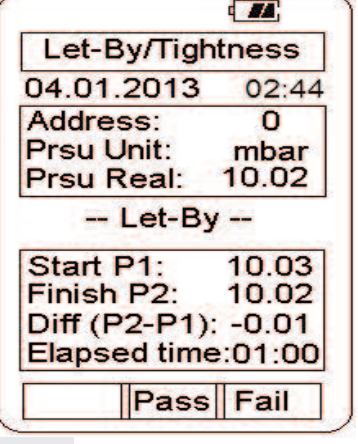 Let-By/Tightness
04.01.2013 02:44
Address: 0
Prsu Unit: mbar
Prsu Real: 10.02
-- Let-By --
Start P1: 10.03
Finish P2: 10.02
Diff (P2-P1): -0.01
Elapsed time:01:00
Pass Fail